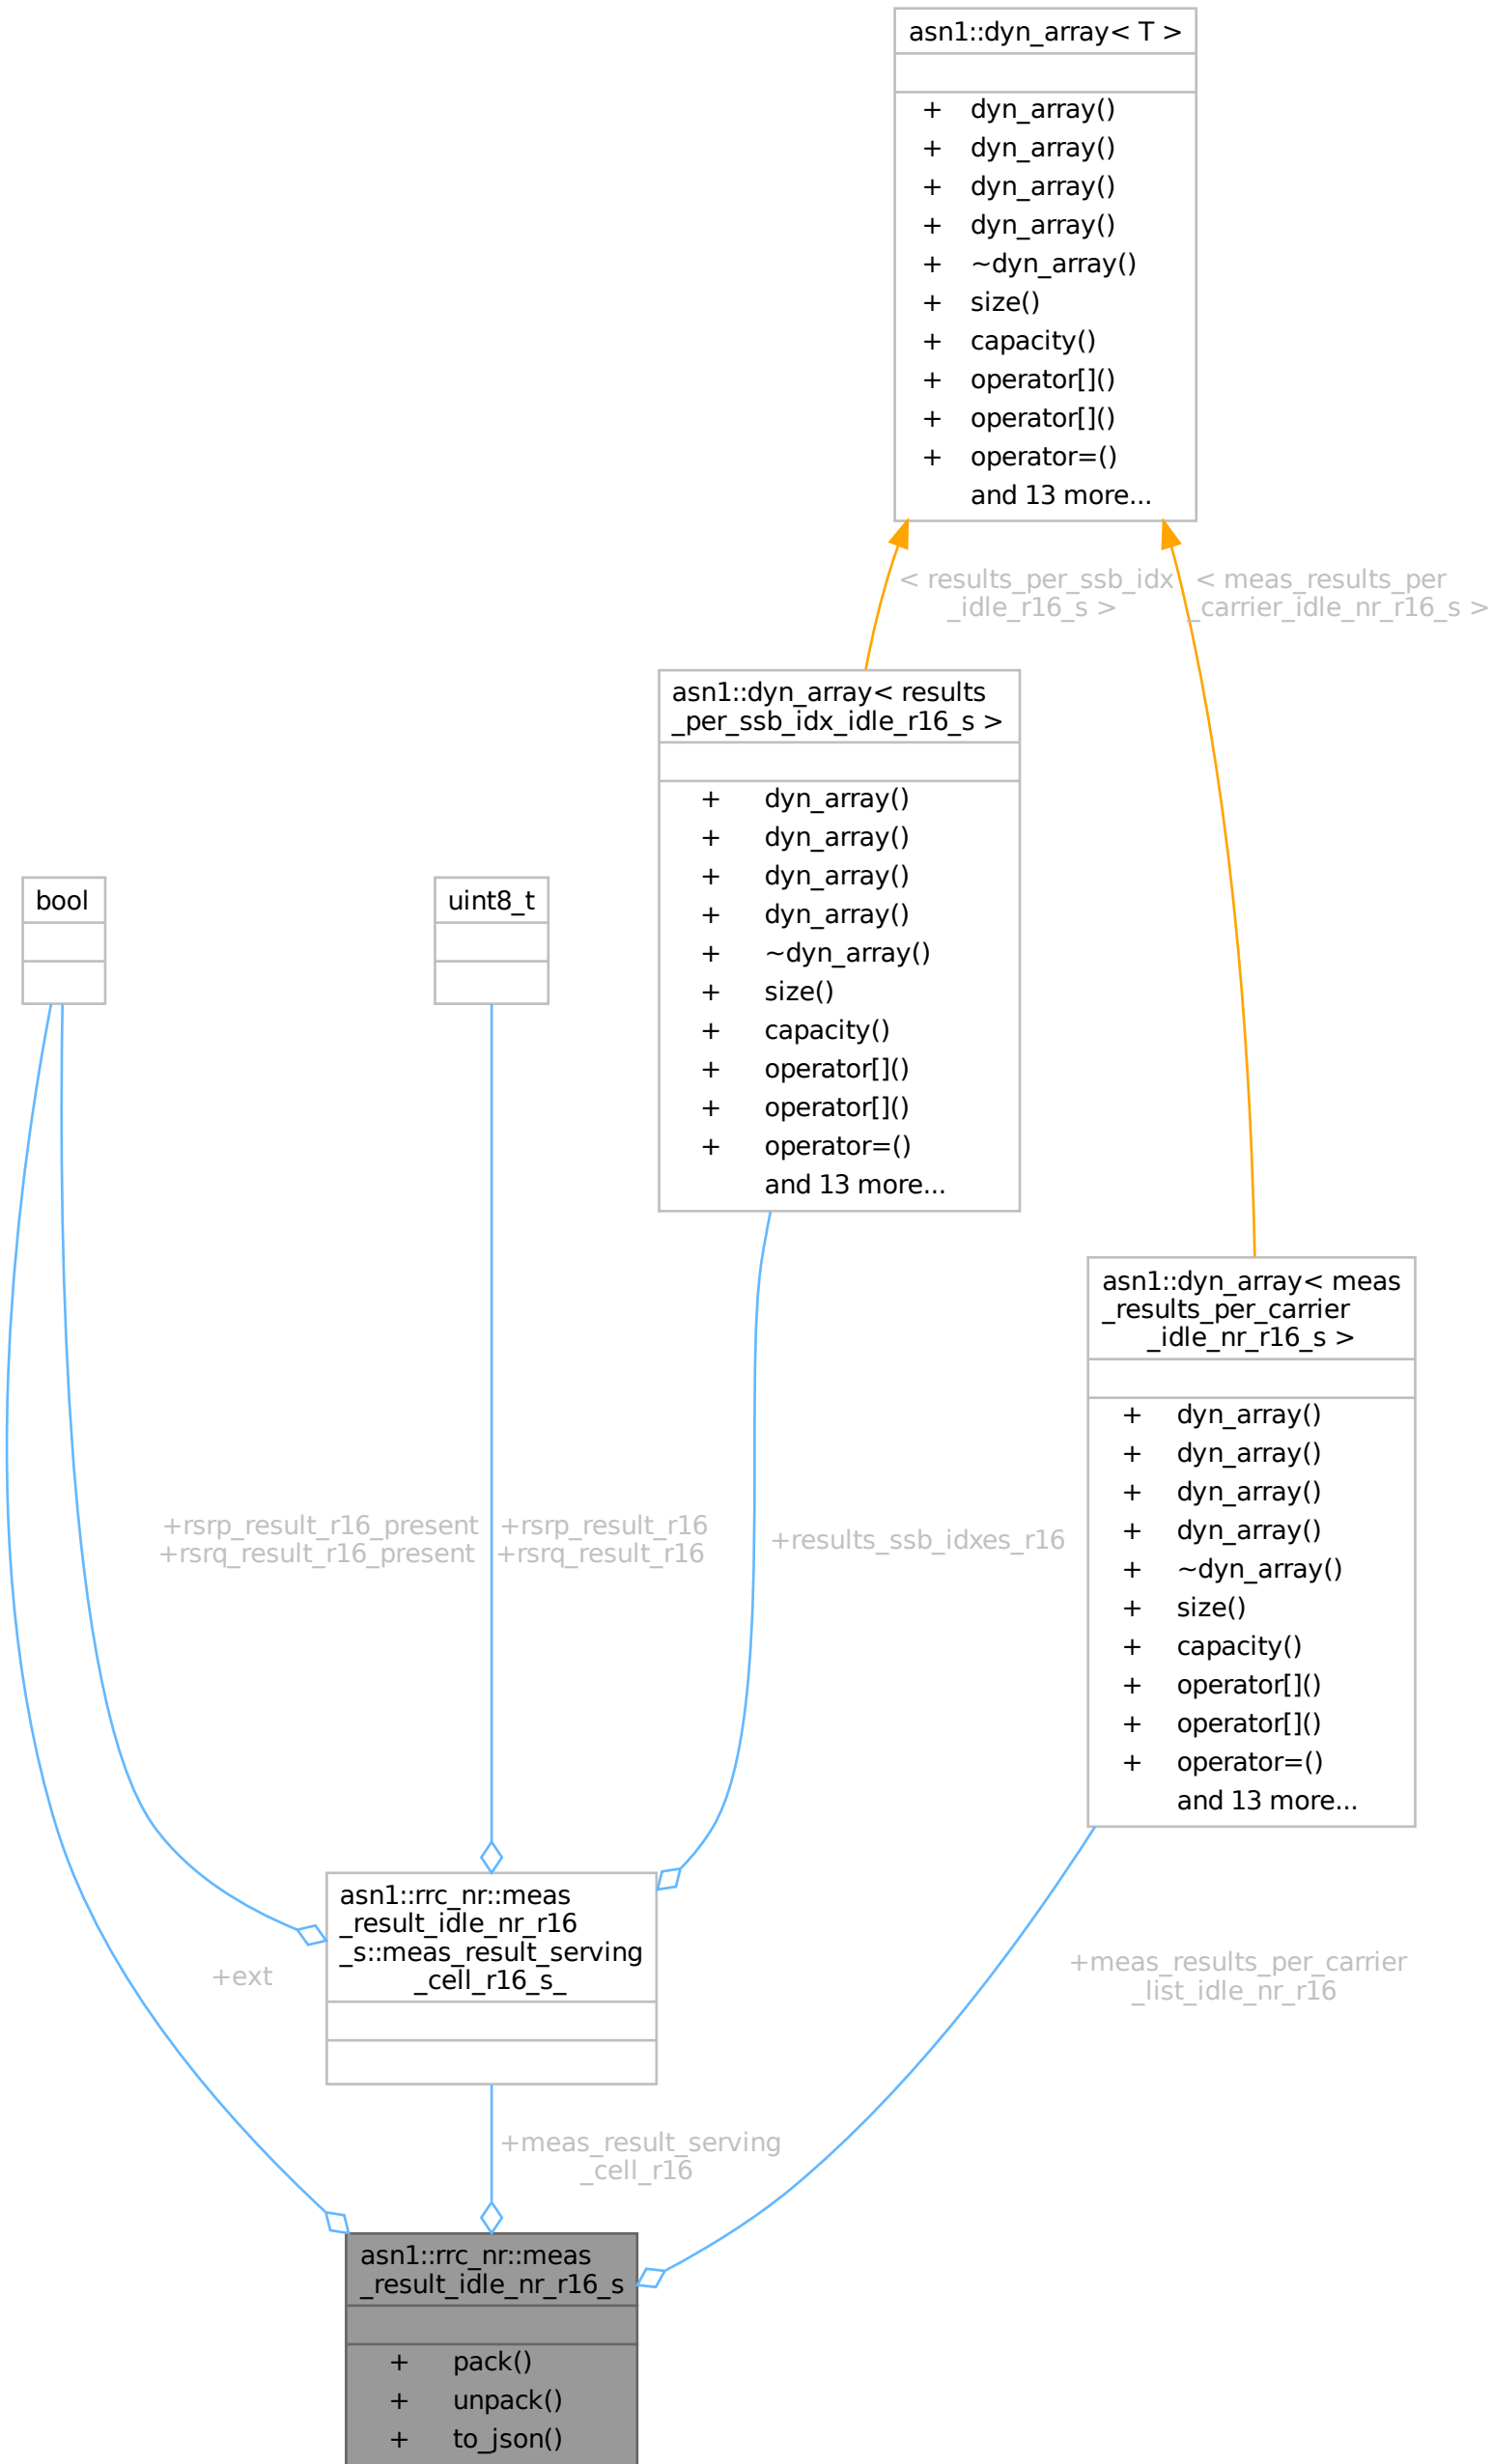 asn1::dyn_array< T >
+ dyn_array()
+ dyn_array()
+ dyn_array()
+ dyn_array()
+ ~dyn_array()
+ size()
+ capacity()
+ operator[]()
+ operator[]()
+ operator=()
and 13 more...
< results_per_ssb_idx
_idle_r16_s >
< meas_results_per
_carrier_idle_nr_r16_s >
asn1::dyn_array< results
_per_ssb_idx_idle_r16_s >
+ dyn_array()
+ dyn_array()
+ dyn_array()
+ dyn_array()
+ ~dyn_array()
+ size()
+ capacity()
+ operator[]()
+ operator[]()
+ operator=()
and 13 more...
bool
uint8_t
asn1::dyn_array< meas
_results_per_carrier
_idle_nr_r16_s >
+ dyn_array()
+ dyn_array()
+ dyn_array()
+ dyn_array()
+ ~dyn_array()
+ size()
+ capacity()
+ operator[]()
+ operator[]()
+ operator=()
and 13 more...
+rsrp_result_r16_present
+rsrq_result_r16_present
+rsrp_result_r16
+rsrq_result_r16
+results_ssb_idxes_r16
asn1::rrc_nr::meas
_result_idle_nr_r16
_s::meas_result_serving
_cell_r16_s_
+ext
+meas_results_per_carrier
_list_idle_nr_r16
+meas_result_serving
_cell_r16
asn1::rrc_nr::meas
_result_idle_nr_r16_s
+ pack()
+ unpack()
+ to_json()